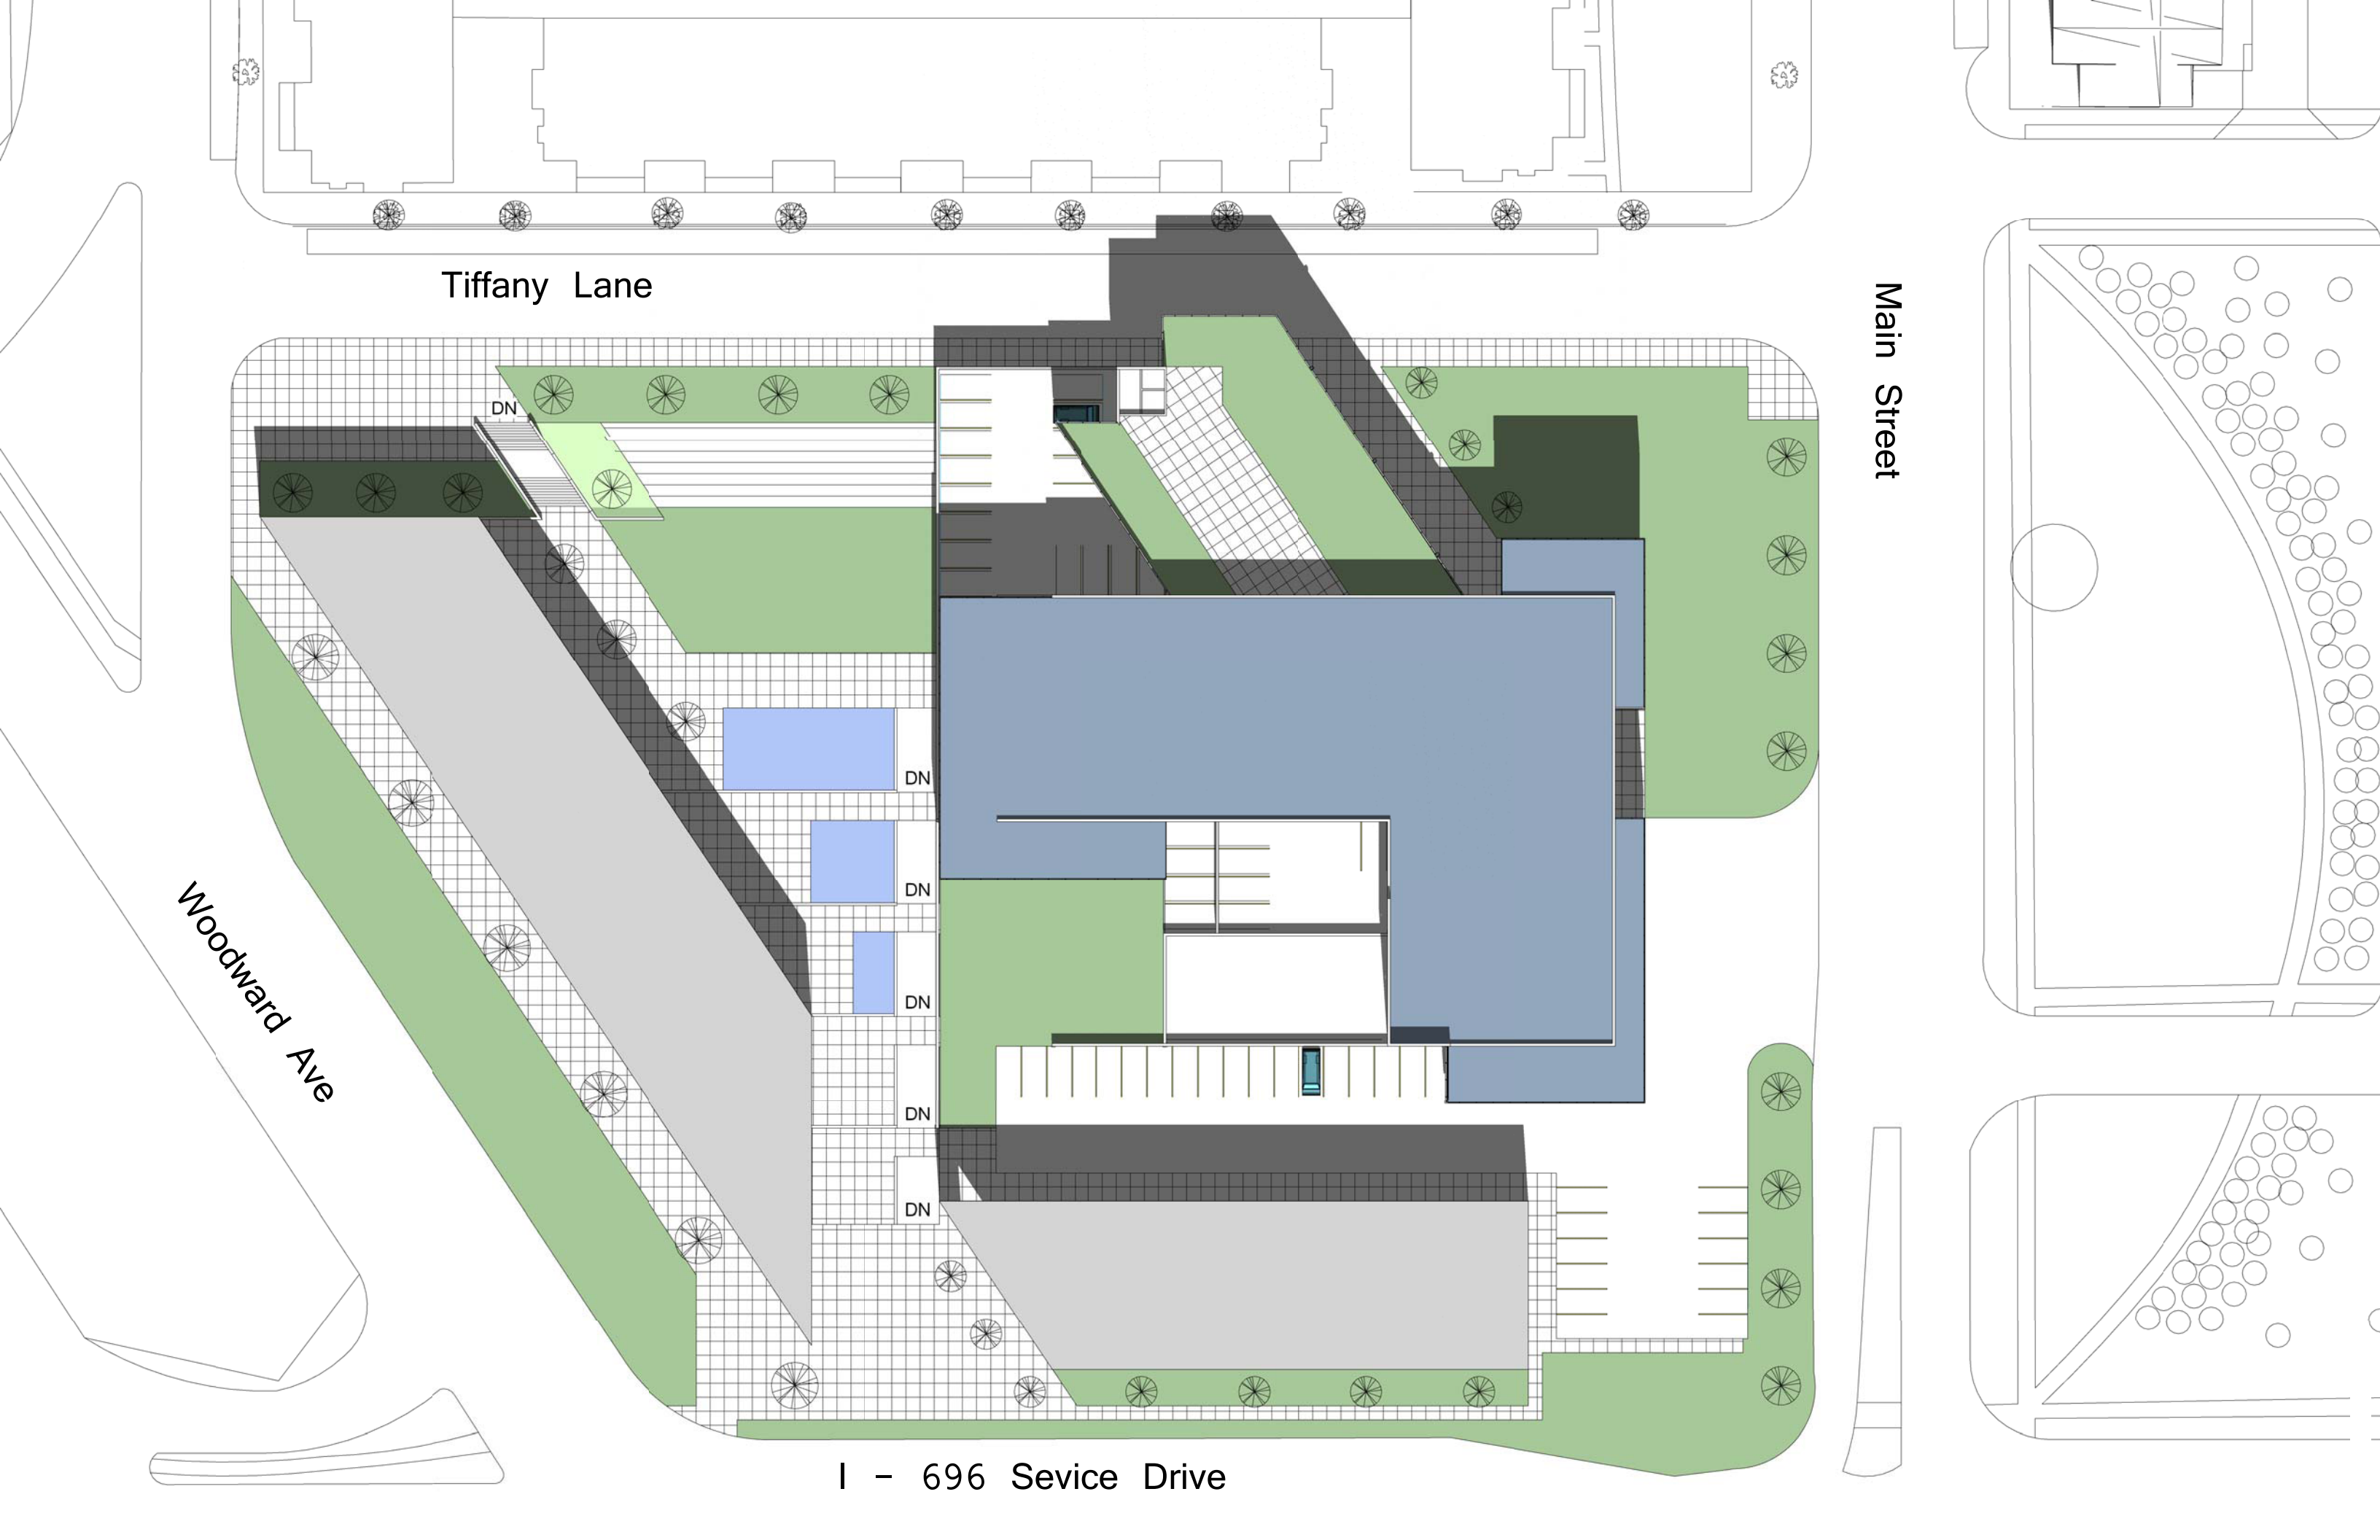 Tiffany Lane
Main Street
DN
DN
DN
DN
DN
DN
Woodward Ave
I - 696 Sevice Drive